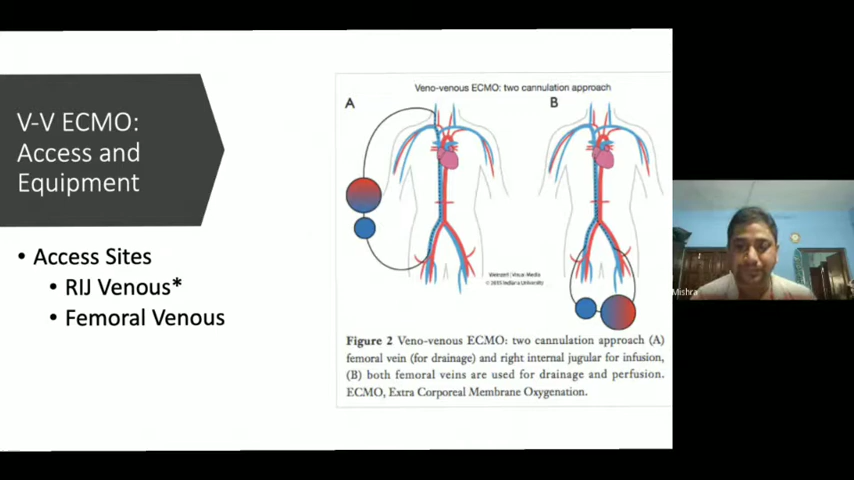 V-V ECMO:
Access and
Equipment
• Access Sites
• RIJ Venous*
• Femoral Venous
Veno-venous ECMO: two cannulation approach
A
B
Weinzerl | Visual Media
© 2015 Indiana University
Figure 2 Veno-venous ECMO: two cannulation approach (A)
femoral vein (for drainage) and right internal jugular for infusion,
(B) both femoral veins are used for drainage and perfusion.
ECMO, Extra Corporeal Membrane Oxygenation.
Mishra